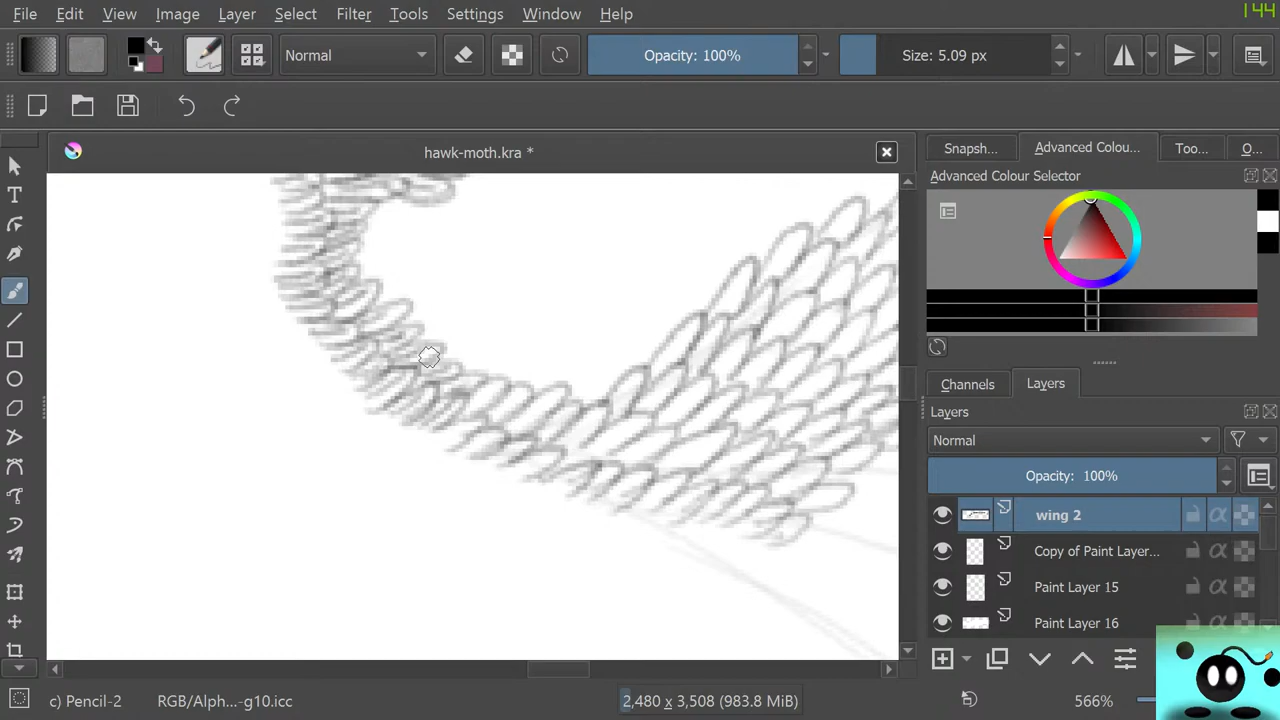 File Edit View Image Layer Select Filter Tools Settings Window Help 144
Normal Opacity: 100% Size: 5.09 px
hawk-moth.kra *
Snapsh... Advanced Colou... Too... O...
Advanced Colour Selector
Channels Layers
Layers
Normal
Opacity: 100%
wing 2
Copy of Paint Layer...
Paint Layer 15
Paint Layer 16
c) Pencil-2 RGB/Alph...-g10.icc 2,480 x 3,508 (983.8 MiB) 566%